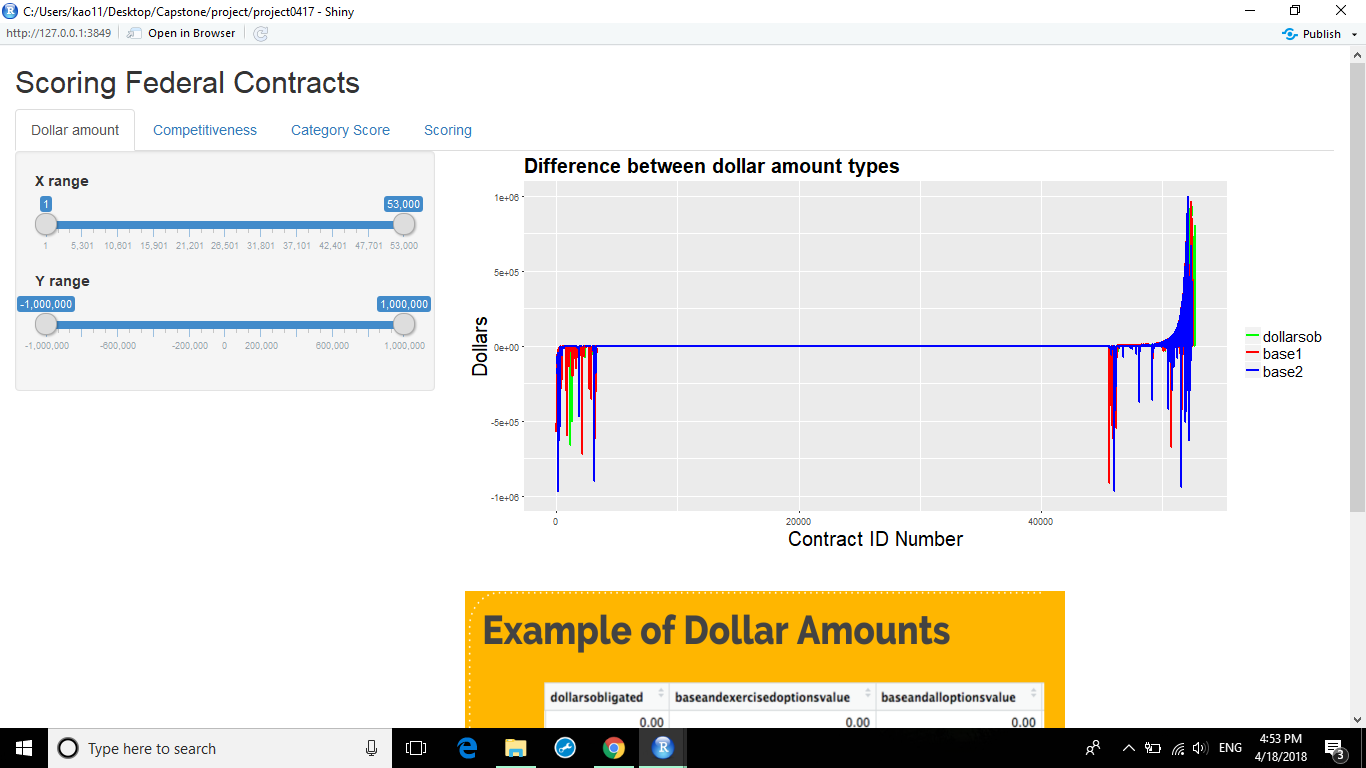 C:/Users/kao11/Desktop/Capstone/project/project0417 - Shiny
http://127.0.0.1:3849
Open in Browser
Publish
Scoring Federal Contracts
Dollar amount
Competitiveness
Category Score
Scoring
X range
1
53,000
1 5,301 10,601 15,901 21,201 26,501 31,801 37,101 42,401 47,701 53,000
Y range
-1,000,000
1,000,000
-1,000,000 -600,000 -200,000 0 200,000 600,000 1,000,000
Difference between dollar amount types
Dollars
1e+06
5e+05
0e+00
-5e+05
-1e+06
0 20000 40000
Contract ID Number
dollarsob
base1
base2
Example of Dollar Amounts
dollarsobligated baseandexercisedoptionsvalue baseandalloptionsvalue
0.00 0.00 0.00
Type here to search
ENG
4:53 PM
4/18/2018
3